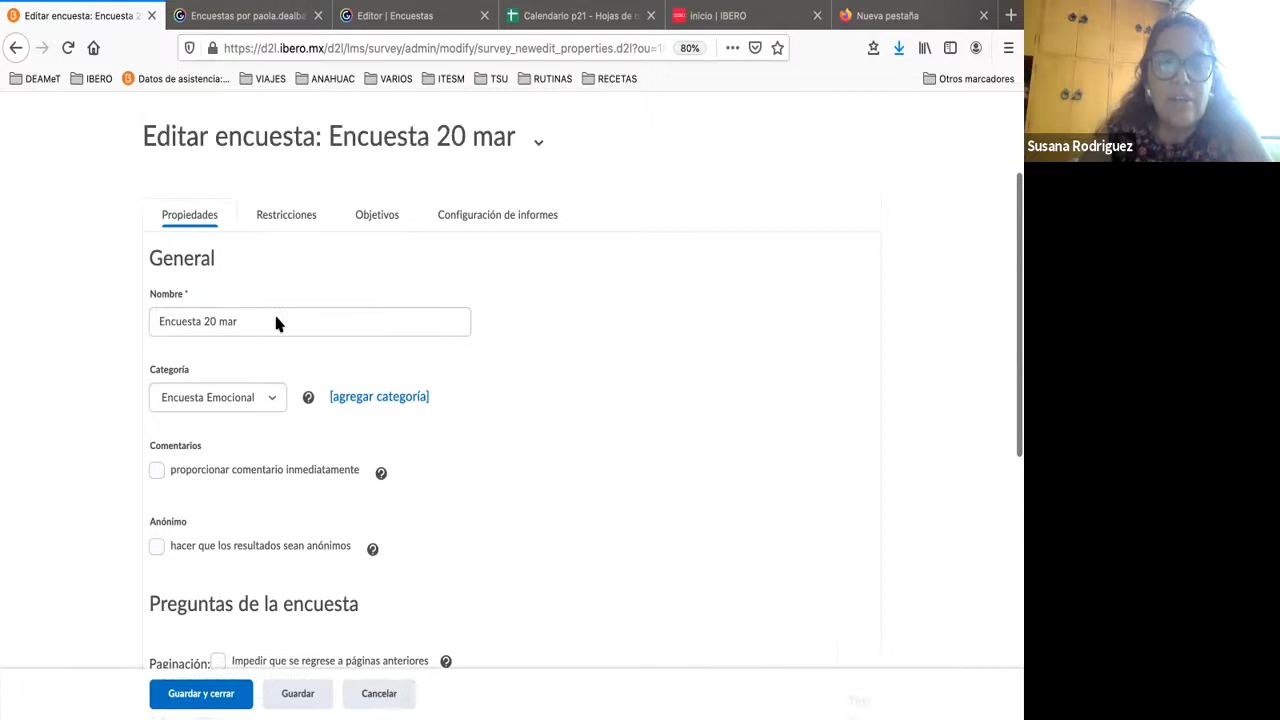 Editar encuesta: Encuesta 2
Encuestas por paola.dealba
Editor | Encuestas
Calendario p21 - Hojas de c
inicio | IBERO
Nueva pestaña
https://d2l.ibero.mx/d2l/lms/survey/admin/modify/survey_newedit_properties.d2l?ou=1
80%
DEAMeT
IBERO
Datos de asistencia:...
VIAJES
ANAHUAC
VARIOS
ITESM
TSU
RUTINAS
RECETAS
Otros marcadores
Susana Rodriguez
Editar encuesta: Encuesta 20 mar
Propiedades
Restricciones
Objetivos
Configuración de informes
General
Nombre *
Encuesta 20 mar
Categoría
Encuesta Emocional
[agregar categoría]
Comentarios
proporcionar comentario inmediatamente
Anónimo
hacer que los resultados sean anónimos
Preguntas de la encuesta
Paginación: Impedir que se regrese a páginas anteriores
Guardar y cerrar
Guardar
Cancelar